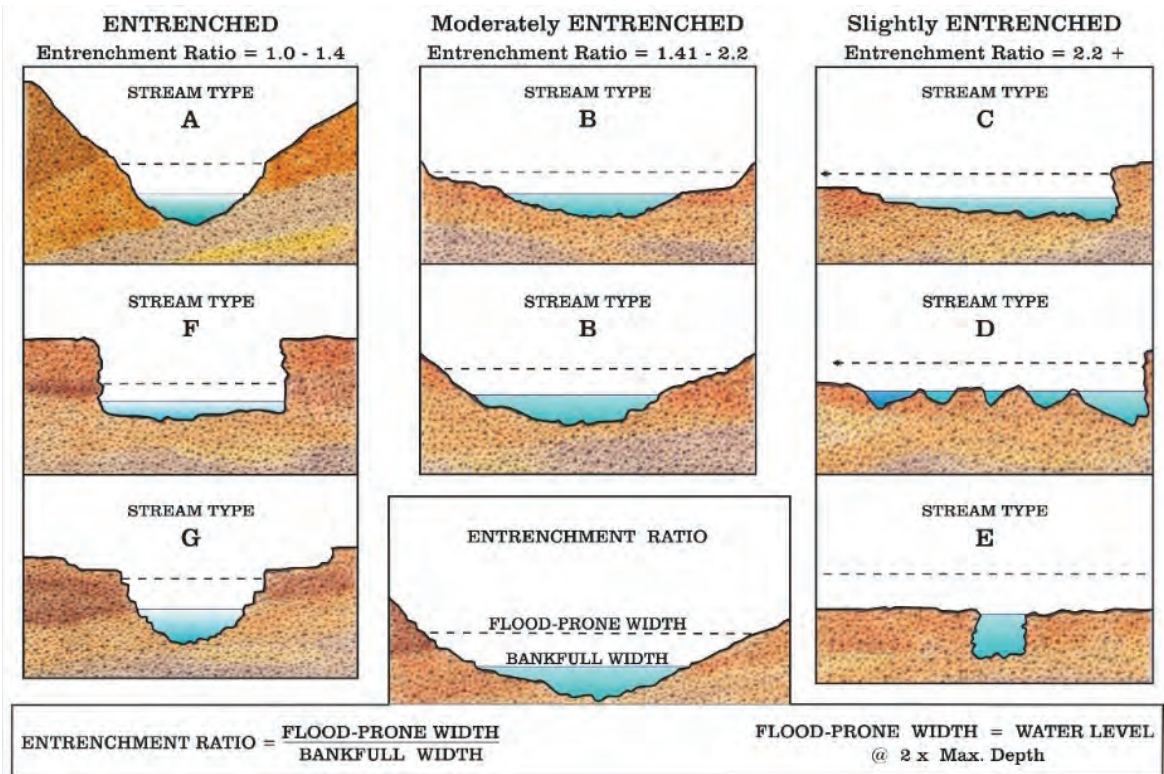 ENTRENCHED
Entrenchment Ratio = 1.0 - 1.4
STREAM TYPE
A
STREAM TYPE
F
STREAM TYPE
G
Moderately ENTRENCHED
Entrenchment Ratio = 1.41 - 2.2
STREAM TYPE
B
STREAM TYPE
B
ENTRENCHMENT RATIO
FLOOD-PRONE WIDTH
BANKFULL WIDTH
Slightly ENTRENCHED
Entrenchment Ratio = 2.2 +
STREAM TYPE
C
STREAM TYPE
D
STREAM TYPE
E
ENTRENCHMENT RATIO = FLOOD-PRONE WIDTH
BANKFULL WIDTH
FLOOD-PRONE WIDTH = WATER LEVEL
@ 2 x Max. Depth